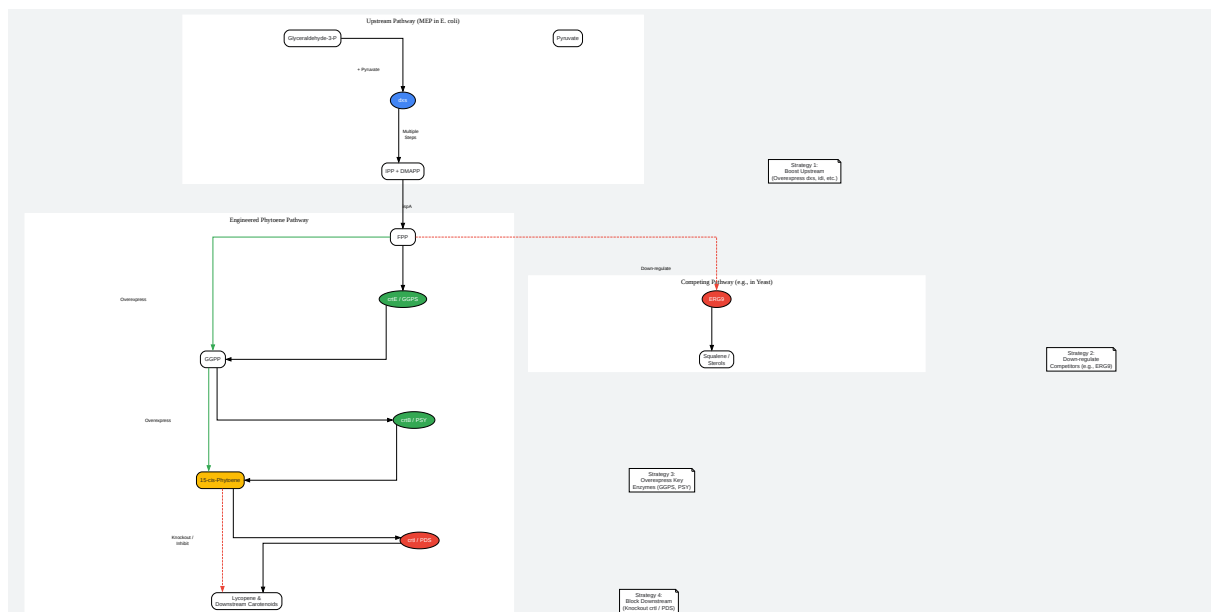 Upstream Pathway (MEP in E. coli)
Glyceraldehyde-3-P
Pyruvate
+ Pyruvate
dxs
Multiple
Steps
IPP + DMAPP
Strategy 1:
Boost Upstream
(Overexpress dxs, idi, etc.)
ispA
Engineered Phytoene Pathway
FPP
Down-regulate
Competing Pathway (e.g., in Yeast)
Overexpress
crtE / GGPS
ERG9
GGPP
Squalene /
Sterols
Strategy 2:
Down-regulate
Competitors (e.g., ERG9)
Overexpress
crtB / PSY
15-cis-Phytoene
Strategy 3:
Overexpress Key
Enzymes (GGPS, PSY)
Knockout /
Inhibit
crtI / PDS
Lycopene &
Downstream Carotenoids
Strategy 4:
Block Downstream
(Knockout crtI / PDS)